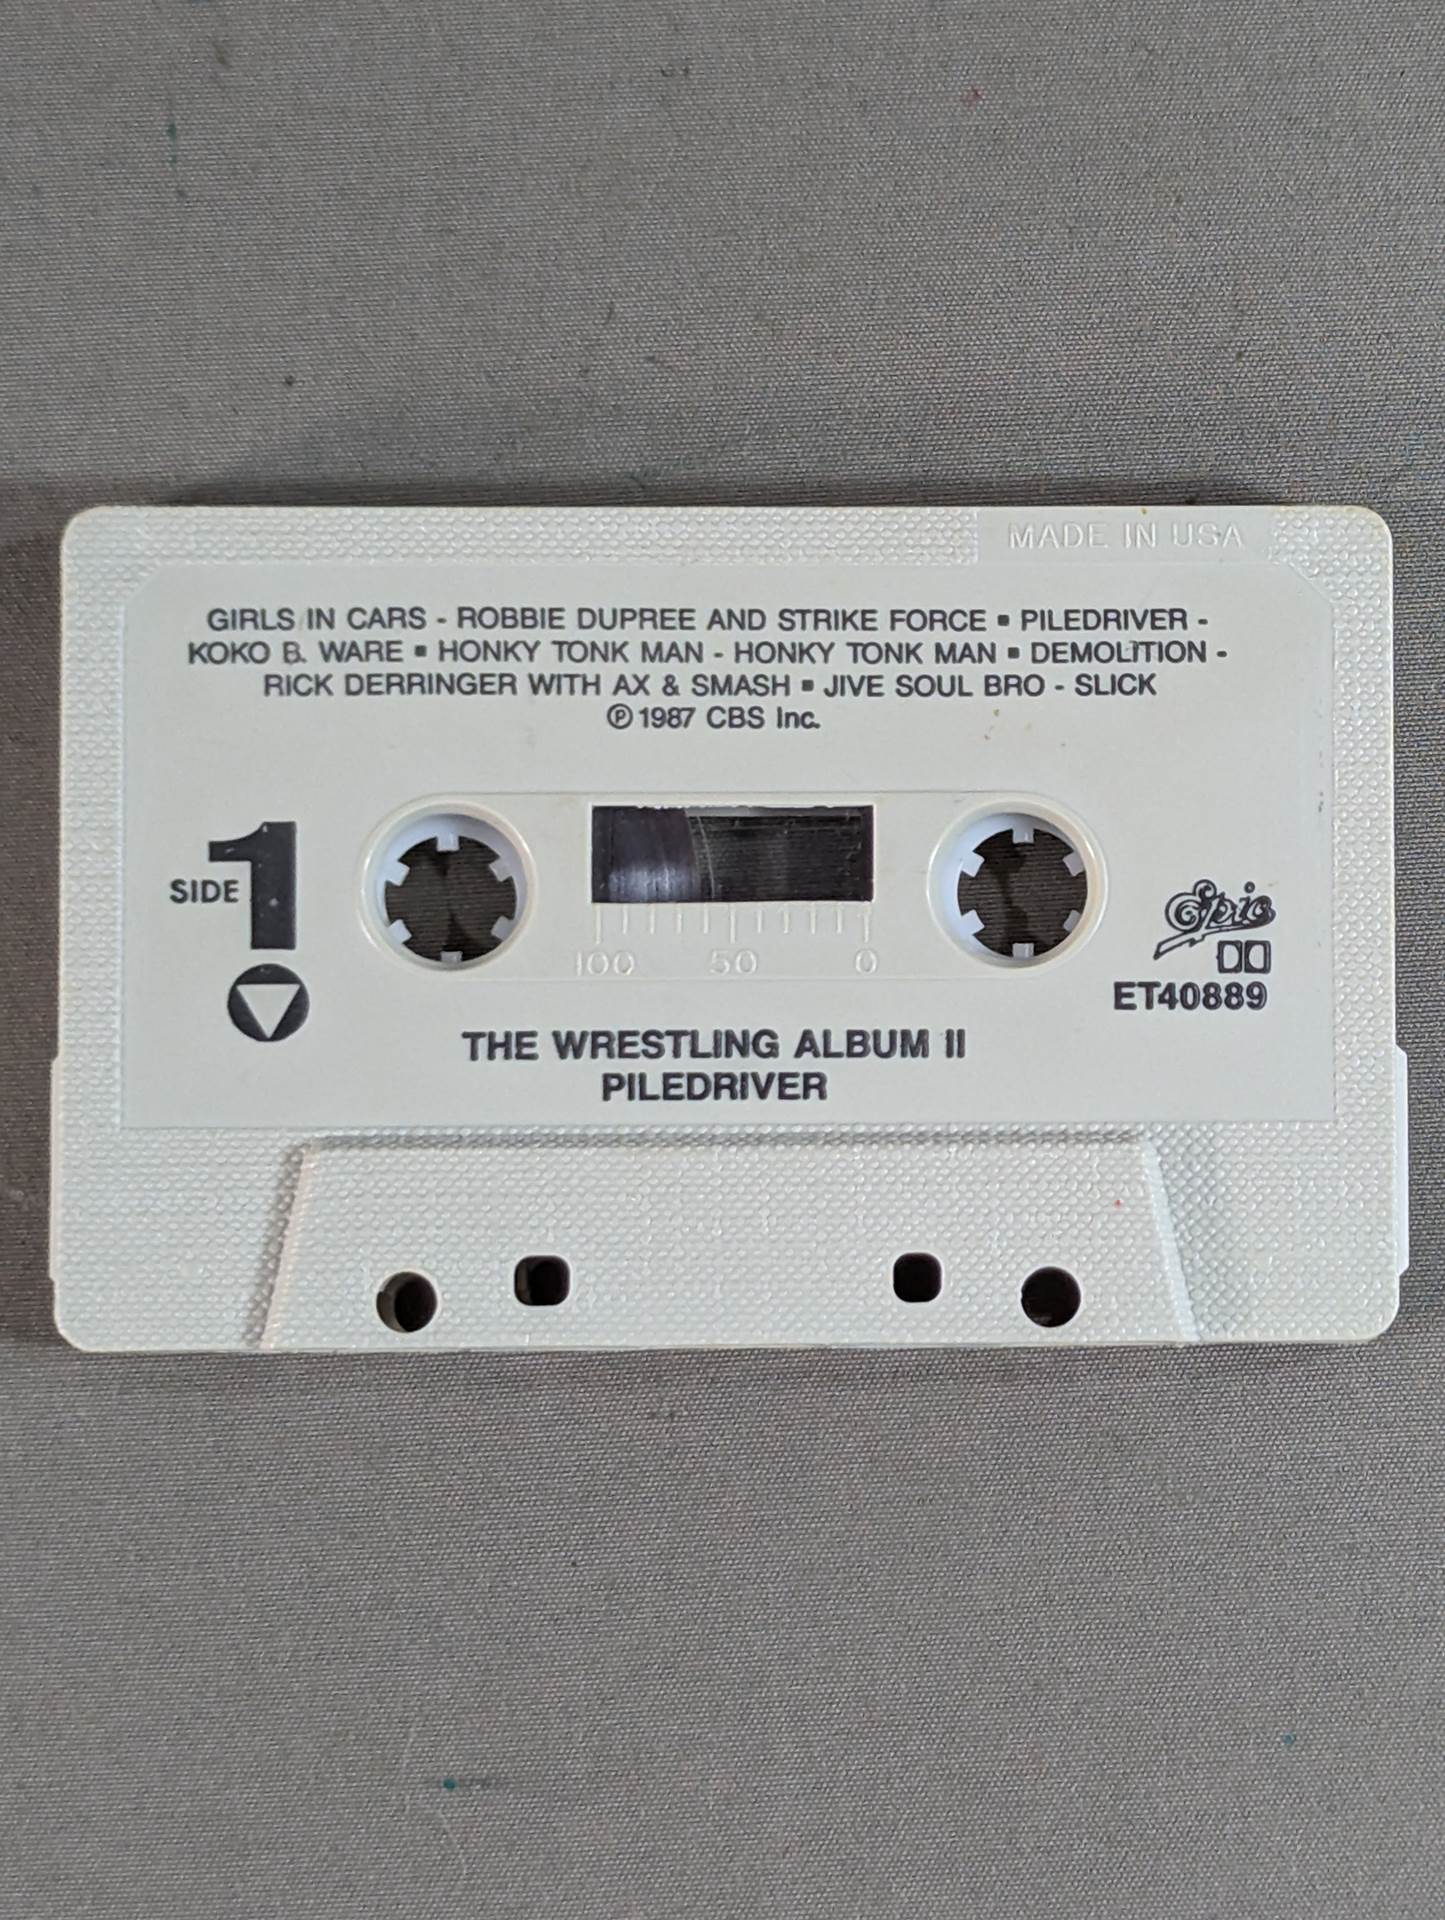 MADE IN USA
GIRLS IN CARS - ROBBIE DUPREE AND STRIKE FORCE ▪ PILEDRIVER -
KOKO B. WARE ▪ HONKY TONK MAN - HONKY TONK MAN ▪ DEMOLITION -
RICK DERRINGER WITH AX & SMASH ▪ JIVE SOUL BRO - SLICK
℗ 1987 CBS Inc.
SIDE 1
100 50 0
Epic
ET40889
THE WRESTLING ALBUM II
PILEDRIVER